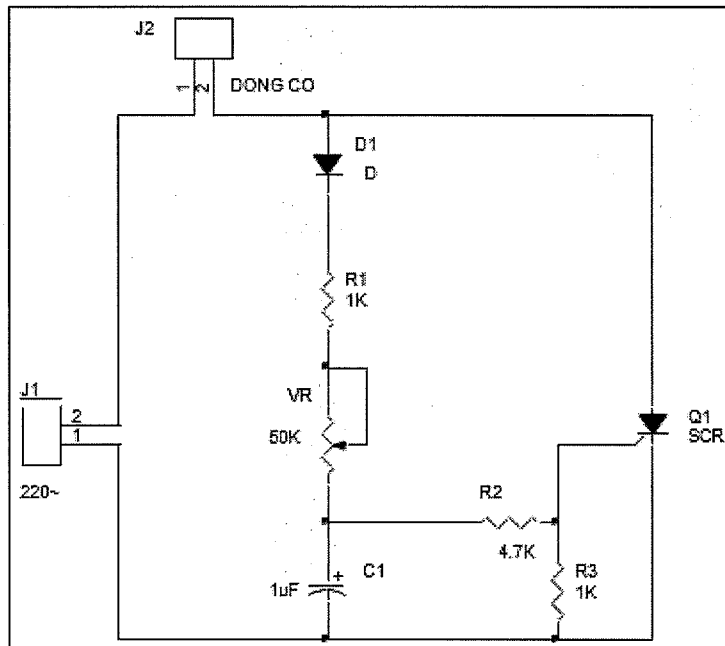 J2
1
2
DONG CO
D1
D
R1
1K
VR
50K
J1
2
1
220~
Q1
SCR
R2
4.7K
C1
+
1uF
R3
1K